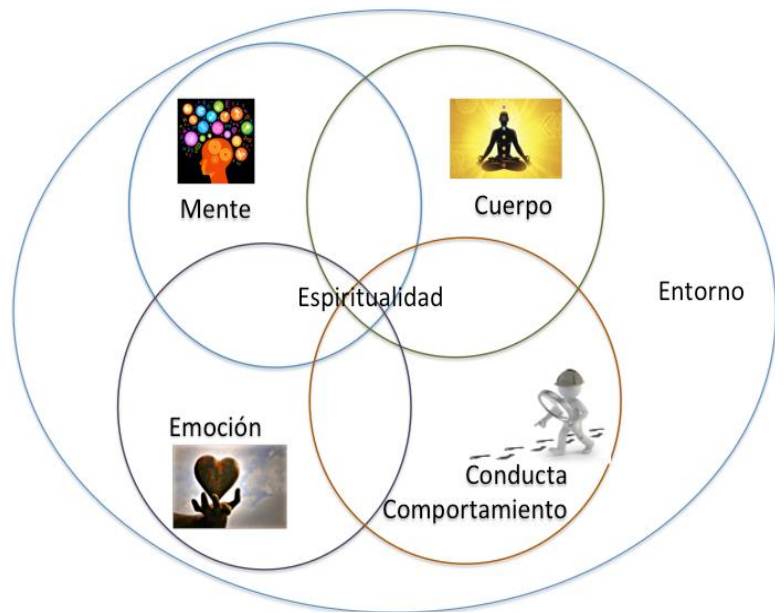 Mente
Cuerpo
Espiritualidad
Entorno
Emoción
Conducta
Comportamiento